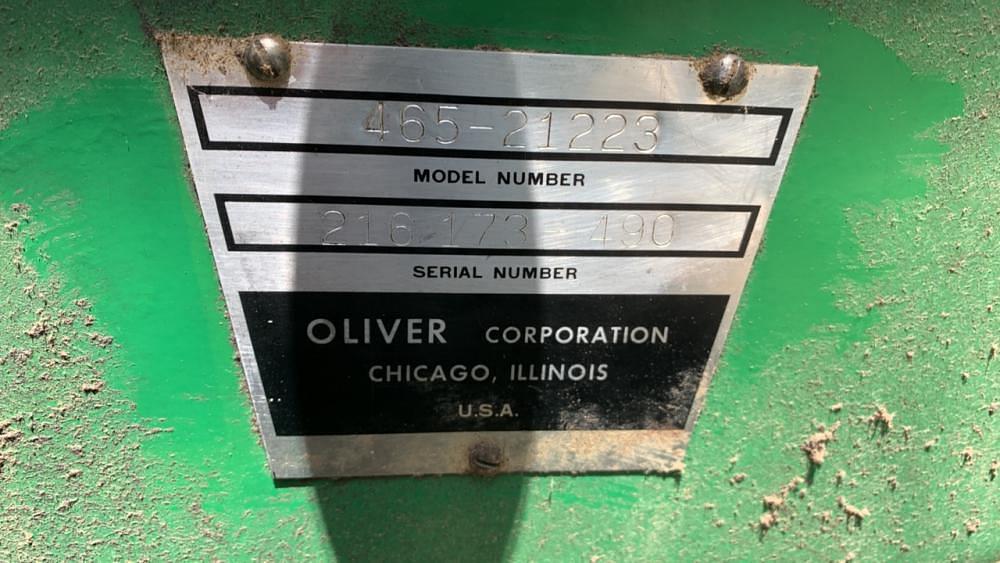 465-21223
MODEL NUMBER
216 173-490
SERIAL NUMBER
OLIVER CORPORATION
CHICAGO, ILLINOIS
U.S.A.